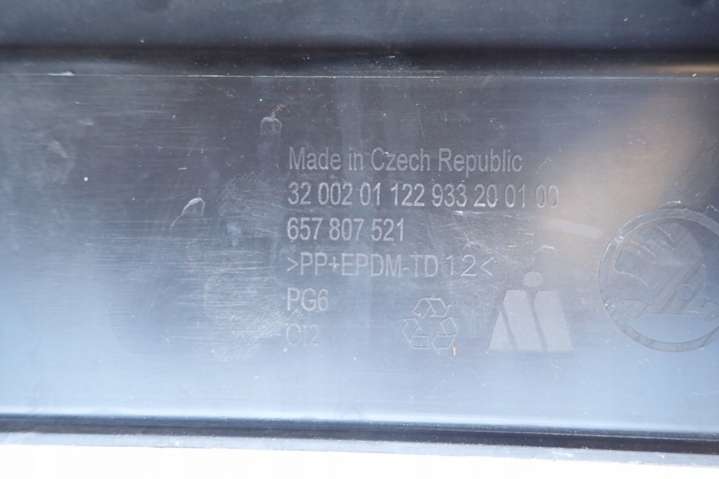 Made in Czech Republic
32 002 01 122 933 20 01 00
657 807 521
>PP+EPDM-TD12<
PG6